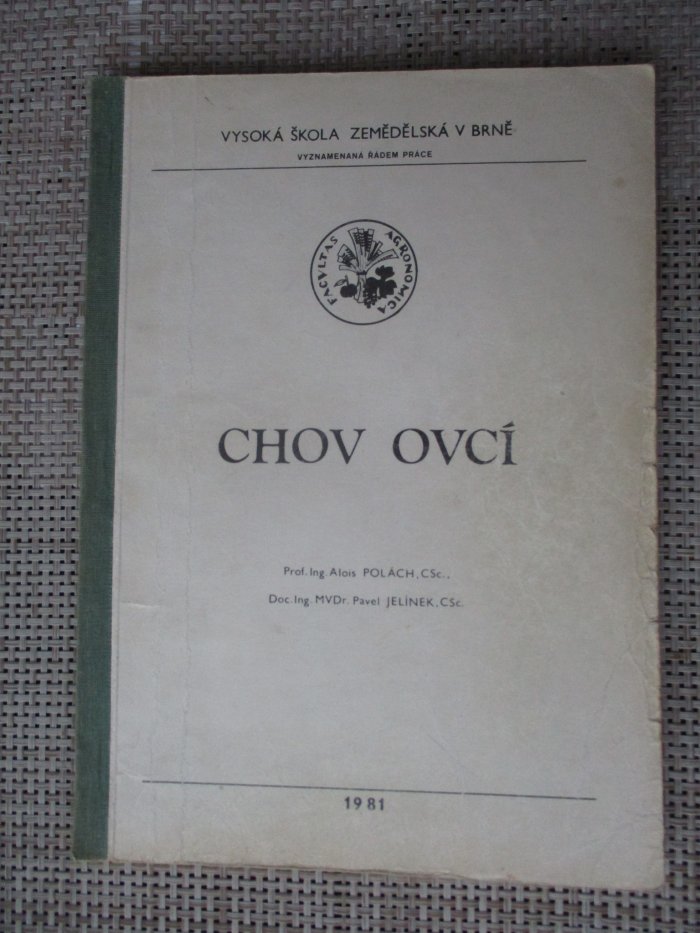 VYSOKÁ ŠKOLA ZEMĚDĚLSKÁ V BRNĚ
VYZNAMENANÁ ŘÁDEM PRÁCE
FACVLTAS AGRONOMICA
CHOV OVCÍ
Prof. Ing. Alois POLÁCH, CSc.,
Doc. Ing. MVDr. Pavel JELÍNEK, CSc.
1981